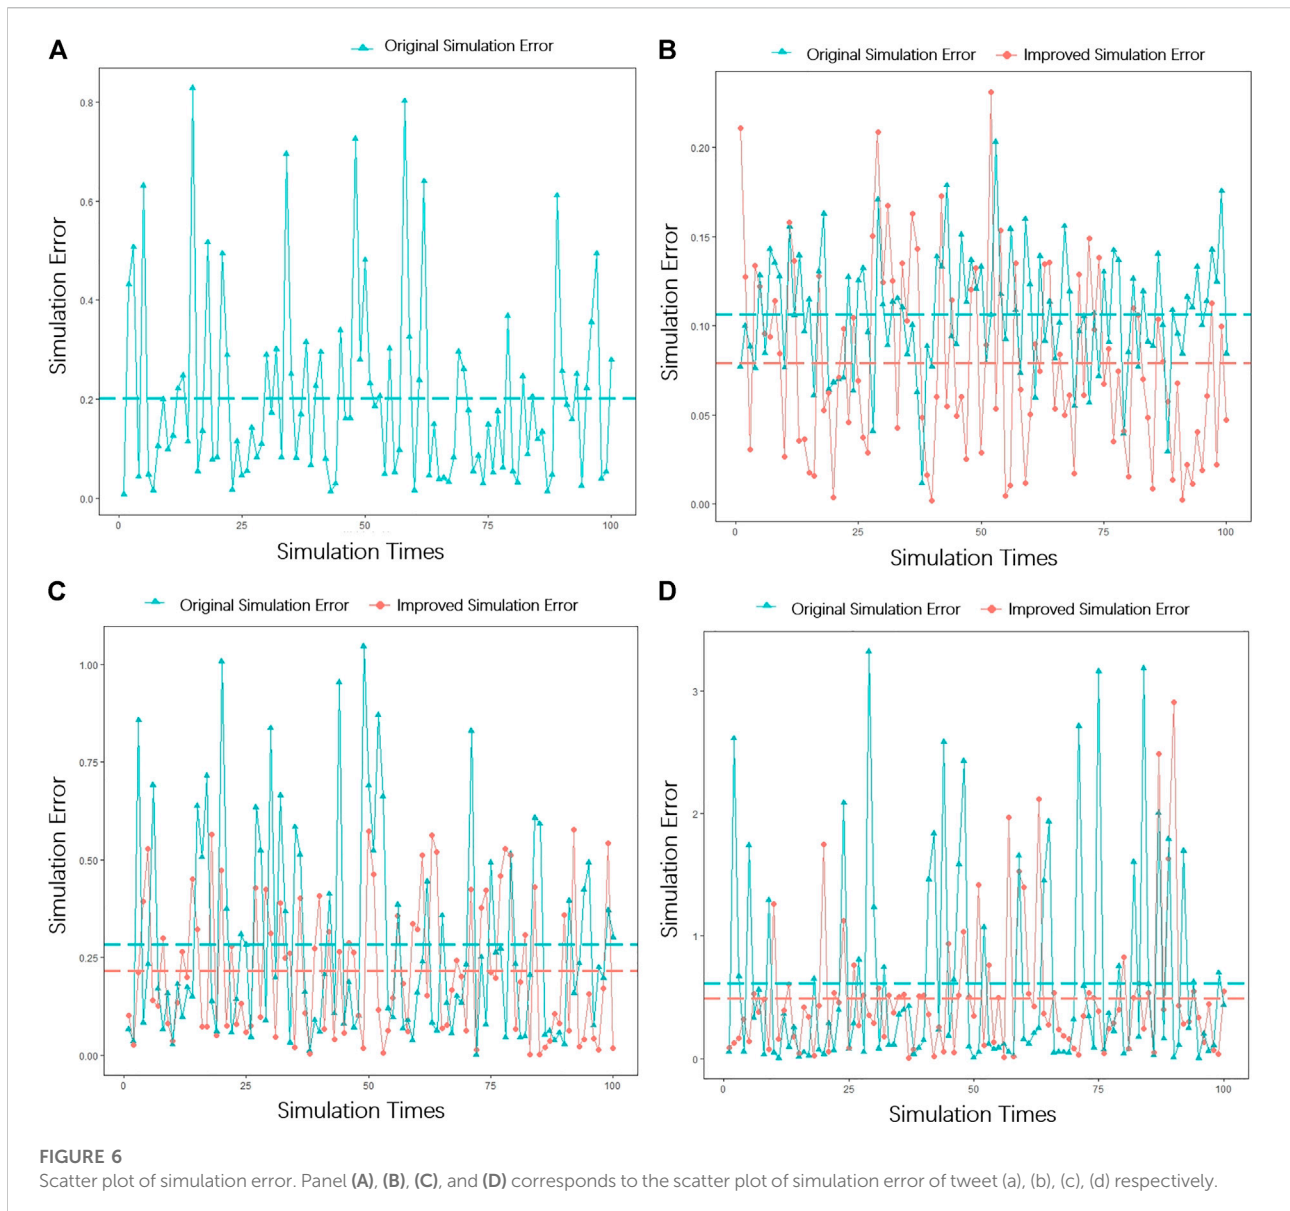 A
Original Simulation Error
0.8
0.6
0.4
0.2
0.0
Simulation Error
0 25 50 75 100
Simulation Times
B
Original Simulation Error Improved Simulation Error
0.20
0.15
0.10
0.05
0.00
Simulation Error
0 25 50 75 100
Simulation Times
C
Original Simulation Error Improved Simulation Error
1.00
0.75
0.50
0.25
0.00
Simulation Error
0 25 50 75 100
Simulation Times
D
Original Simulation Error Improved Simulation Error
3
2
1
0
Simulation Error
0 25 50 75 100
Simulation Times
FIGURE 6
Scatter plot of simulation error. Panel (A), (B), (C), and (D) corresponds to the scatter plot of simulation error of tweet (a), (b), (c), (d) respectively.